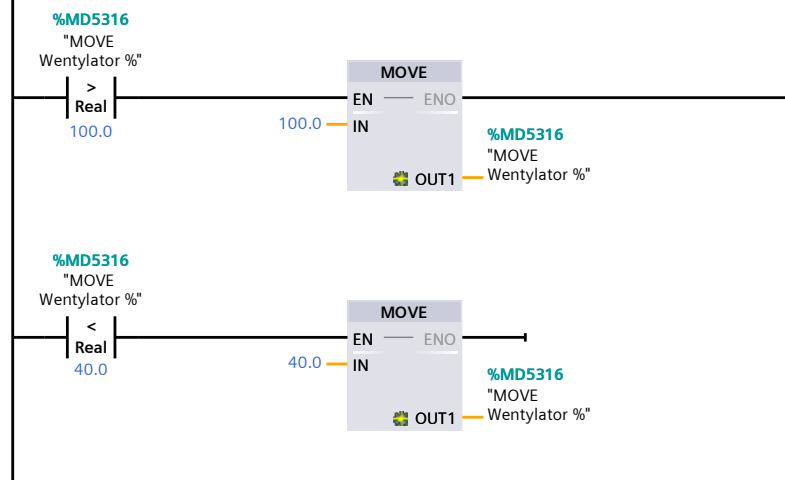 %MD5316
"MOVE
Wentylator %"
>
Real
100.0
MOVE
EN ENO
100.0 IN
OUT1
%MD5316
"MOVE
Wentylator %"
%MD5316
"MOVE
Wentylator %"
<
Real
40.0
MOVE
EN ENO
40.0 IN
OUT1
%MD5316
"MOVE
Wentylator %"